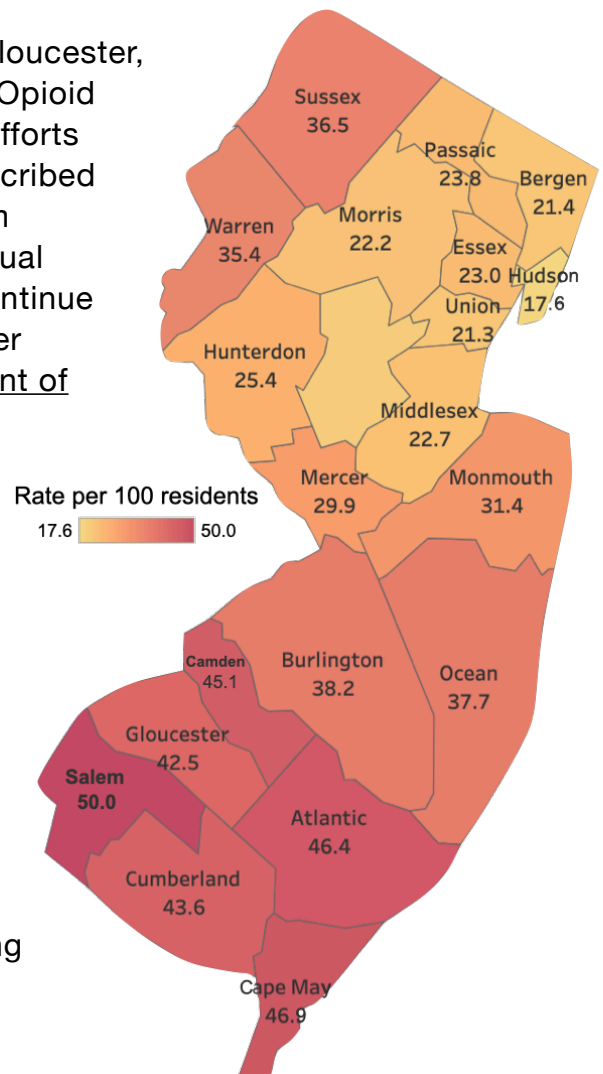 loucester,
Opioid
fforts
cribed
n
ual
ontinue
er
nt of
Sussex
36.5
Passaic
23.8
Bergen
21.4
Warren
35.4
Morris
22.2
Essex
23.0
Hudson
17.6
Union
21.3
Hunterdon
25.4
Middlesex
22.7
Rate per 100 residents
17.6
50.0
Mercer
29.9
Monmouth
31.4
Camden
45.1
Burlington
38.2
Ocean
37.7
Gloucester
42.5
Salem
50.0
Atlantic
46.4
Cumberland
43.6
ng
Cape May
46.9